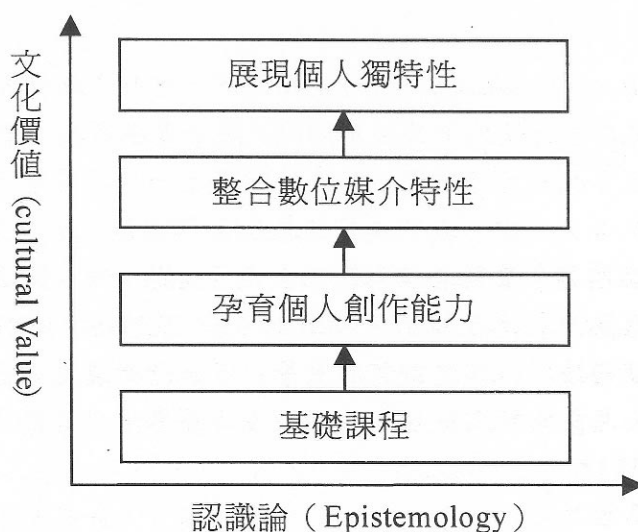 文化價值 (cultural Value)
展現個人獨特性
整合數位媒介特性
孕育個人創作能力
基礎課程
認識論（Epistemology）